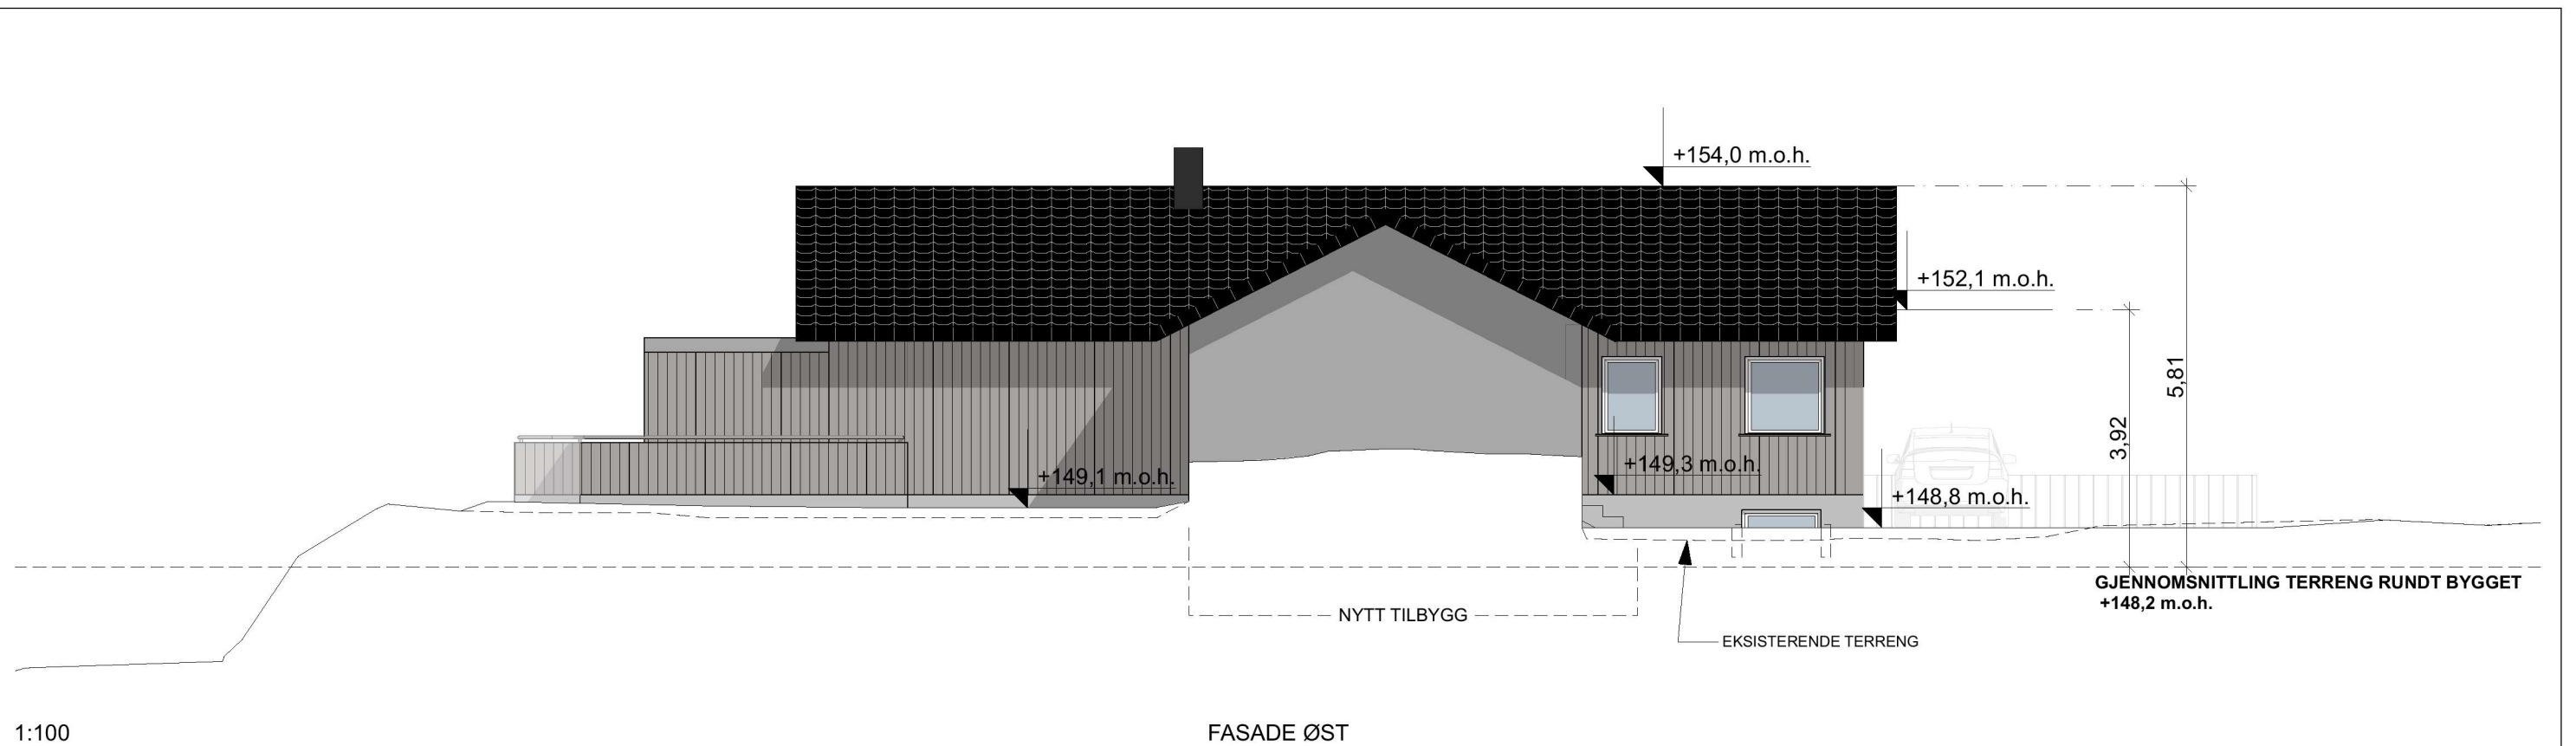 +154,0 m.o.h.
+152,1 m.o.h.
5,81
3,92
+149,3 m.o.h.
+149,1 m.o.h.
+148,8 m.o.h.
GJENNOMSNITTLING TERRENG RUNDT BYGGET
+148,2 m.o.h.
NYTT TILBYGG
EKSISTERENDE TERRENG
1:100
FASADE ØST